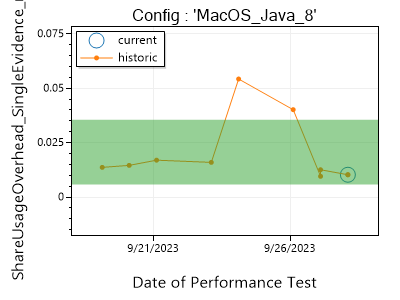 Config : 'MacOS_Java_8'
current
historic
0.075
0.05
0.025
0
ShareUsageOverhead_SingleEvidence_
9/21/2023
9/26/2023
Date of Performance Test